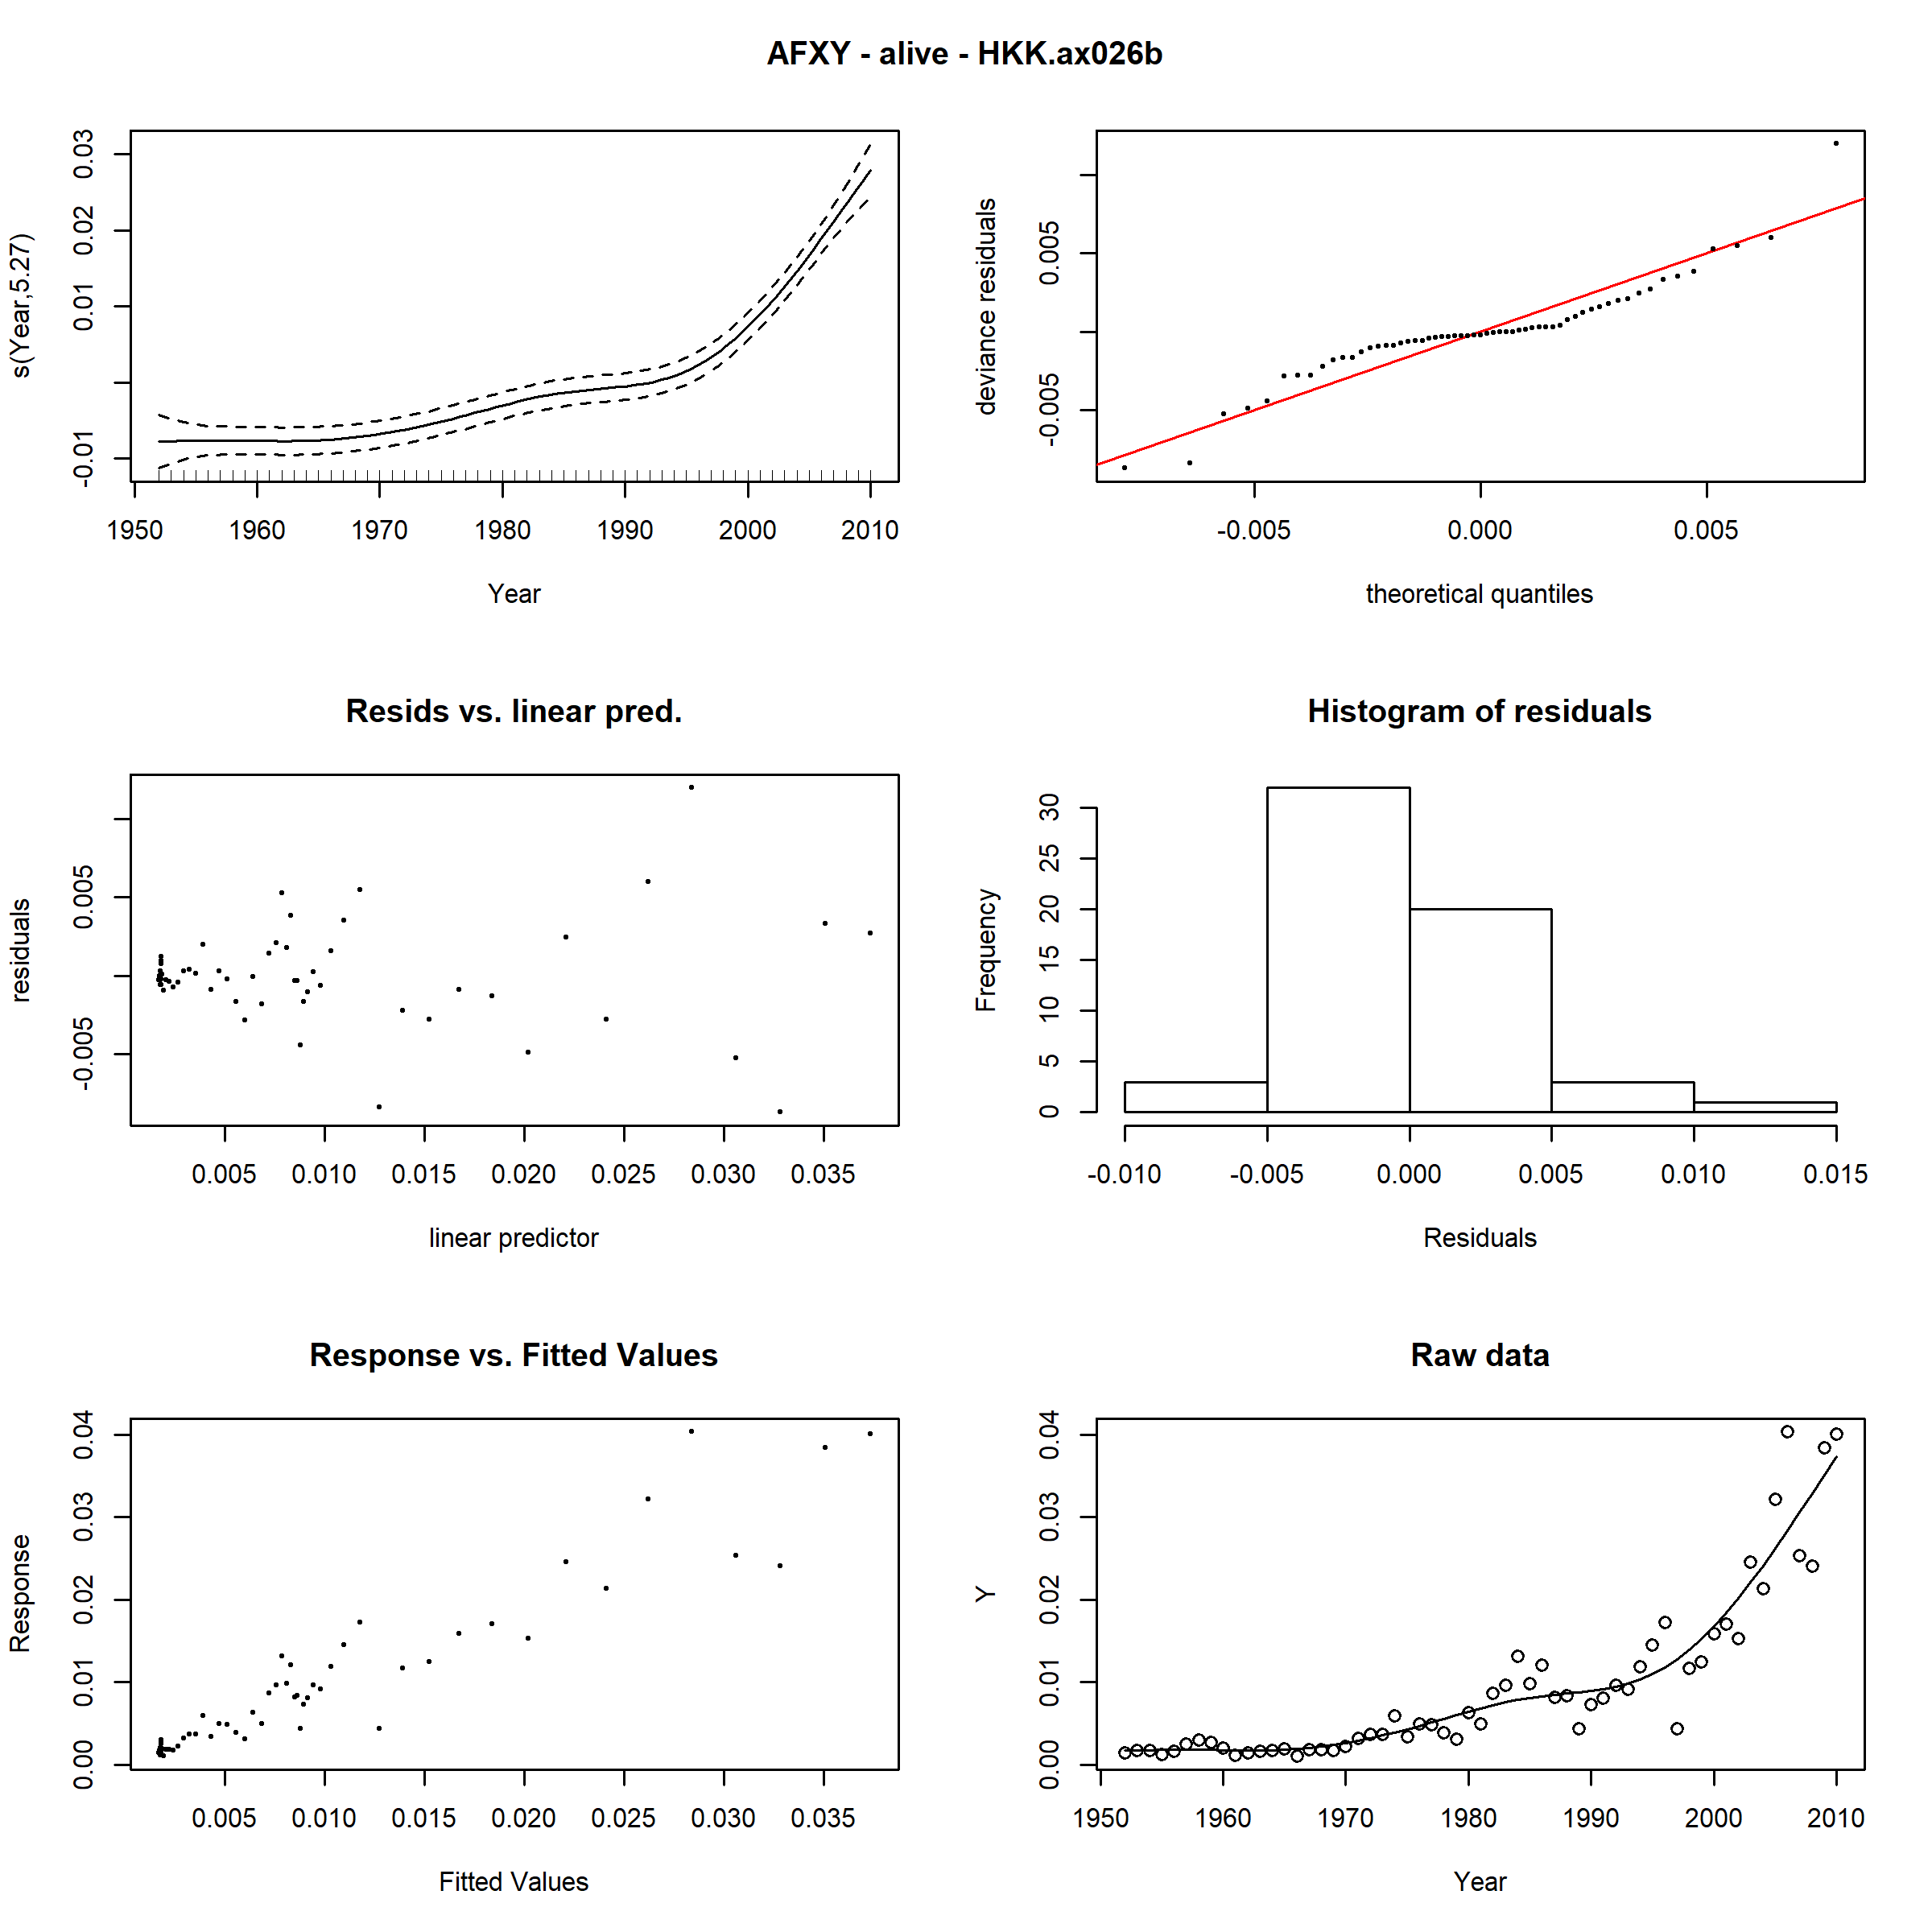 AFXY - alive - HKK.ax026b
s(Year,5.27)
-0.01 0.01 0.02 0.03
1950 1960 1970 1980 1990 2000 2010
Year
deviance residuals
-0.005 0.005
-0.005 0.000 0.005
theoretical quantiles
Resids vs. linear pred.
residuals
-0.005 0.005
0.005 0.010 0.015 0.020 0.025 0.030 0.035
linear predictor
Histogram of residuals
Frequency
0 5 10 15 20 25 30
-0.010 -0.005 0.000 0.005 0.010 0.015
Residuals
Response vs. Fitted Values
Response
0.00 0.01 0.02 0.03 0.04
0.005 0.010 0.015 0.020 0.025 0.030 0.035
Fitted Values
Raw data
Y
0.00 0.01 0.02 0.03 0.04
1950 1960 1970 1980 1990 2000 2010
Year